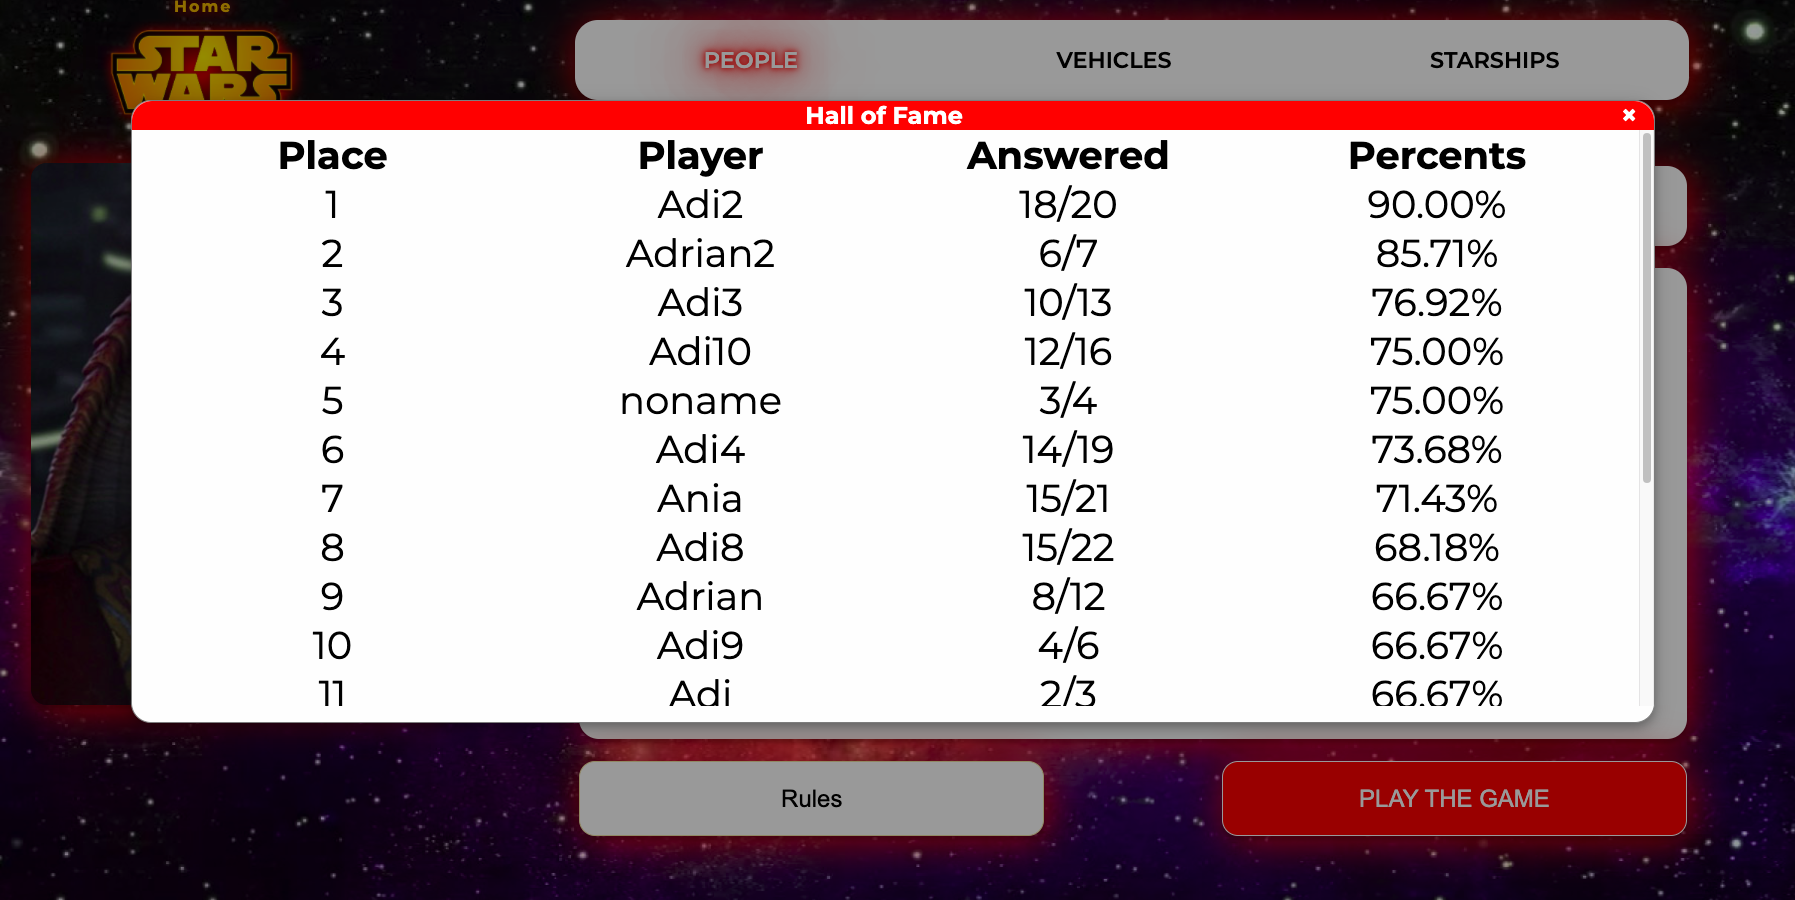 Home
STAR
WARS
PEOPLE VEHICLES STARSHIPS
Hall of Fame ✖
Place Player Answered Percents
1 Adi2 18/20 90.00%
2 Adrian2 6/7 85.71%
3 Adi3 10/13 76.92%
4 Adi10 12/16 75.00%
5 noname 3/4 75.00%
6 Adi4 14/19 73.68%
7 Ania 15/21 71.43%
8 Adi8 15/22 68.18%
9 Adrian 8/12 66.67%
10 Adi9 4/6 66.67%
11 Adi 2/3 66.67%
Rules PLAY THE GAME